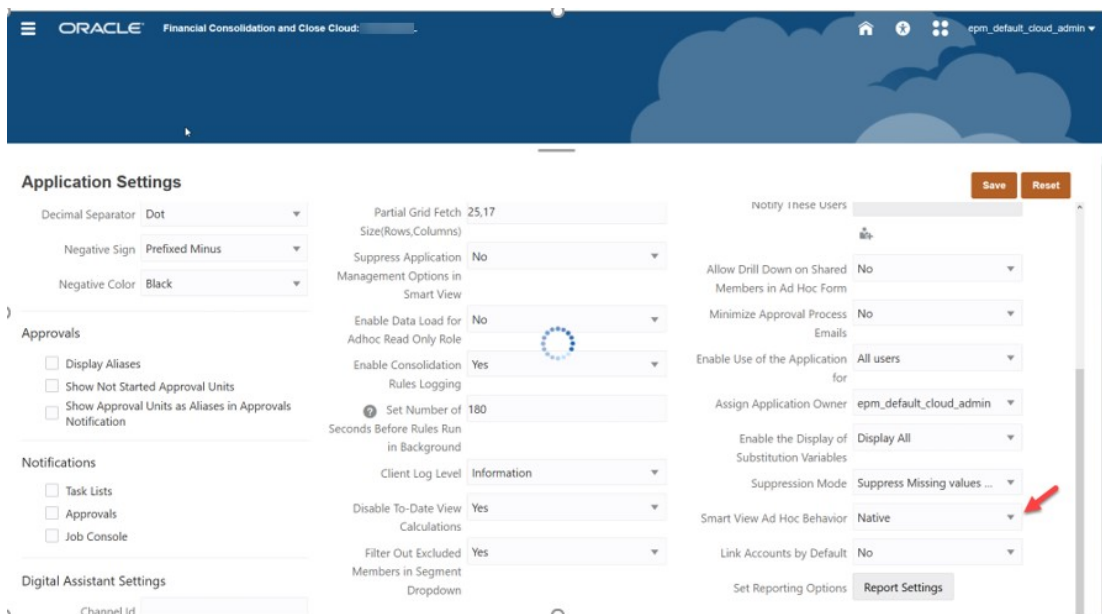 ORACLE Financial Consolidation and Close Cloud: epm_default_cloud_admin
Application Settings
Save Reset
Decimal Separator Dot
Negative Sign Prefixed Minus
Negative Color Black
Approvals
Display Aliases
Show Not Started Approval Units
Show Approval Units as Aliases in Approvals
Notification
Notifications
Task Lists
Approvals
Job Console
Digital Assistant Settings
Channel Id
Partial Grid Fetch 25,17
Size(Rows,Columns)
Suppress Application No
Management Options in
Smart View
Enable Data Load for No
Adhoc Read Only Role
Enable Consolidation Yes
Rules Logging
Set Number of 180
Seconds Before Rules Run
in Background
Client Log Level Information
Disable To-Date View Yes
Calculations
Filter Out Excluded Yes
Members in Segment
Dropdown
Notify These Users
Allow Drill Down on Shared No
Members in Ad Hoc Form
Minimize Approval Process No
Emails
Enable Use of the Application All users
for
Assign Application Owner epm_default_cloud_admin
Enable the Display of Display All
Substitution Variables
Suppression Mode Suppress Missing values ...
Smart View Ad Hoc Behavior Native
Link Accounts by Default No
Set Reporting Options Report Settings